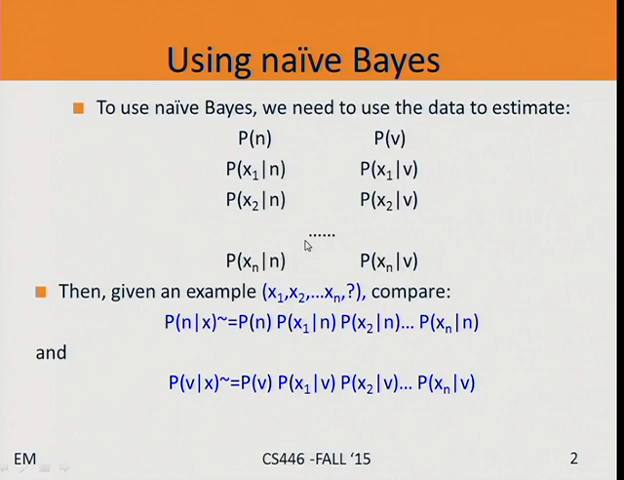 Using naïve Bayes
To use naïve Bayes, we need to use the data to estimate:
P(n) P(v)
P(x₁|n) P(x₁|v)
P(x₂|n) P(x₂|v)
......
P(xₙ|n) P(xₙ|v)
Then, given an example (x₁,x₂,...xₙ,?), compare:
P(n|x)~=P(n) P(x₁|n) P(x₂|n)... P(xₙ|n)
and
P(v|x)~=P(v) P(x₁|v) P(x₂|v)... P(xₙ|v)
EM CS446 -FALL ‘15 2